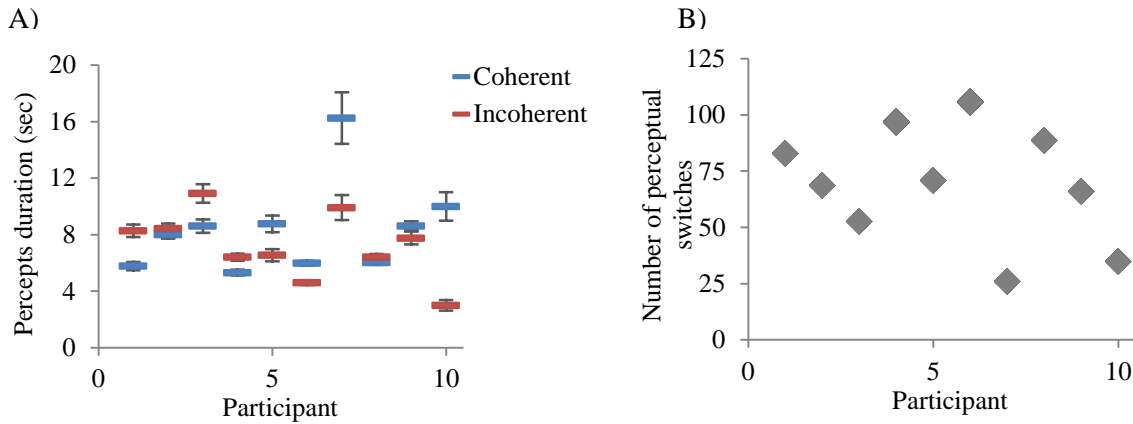 A)
20
16
12
8
4
0
0
5
10
Percepts duration (sec)
Participant
Coherent
Incoherent
B)
125
100
75
50
25
0
0
5
10
Number of perceptual
switches
Participant